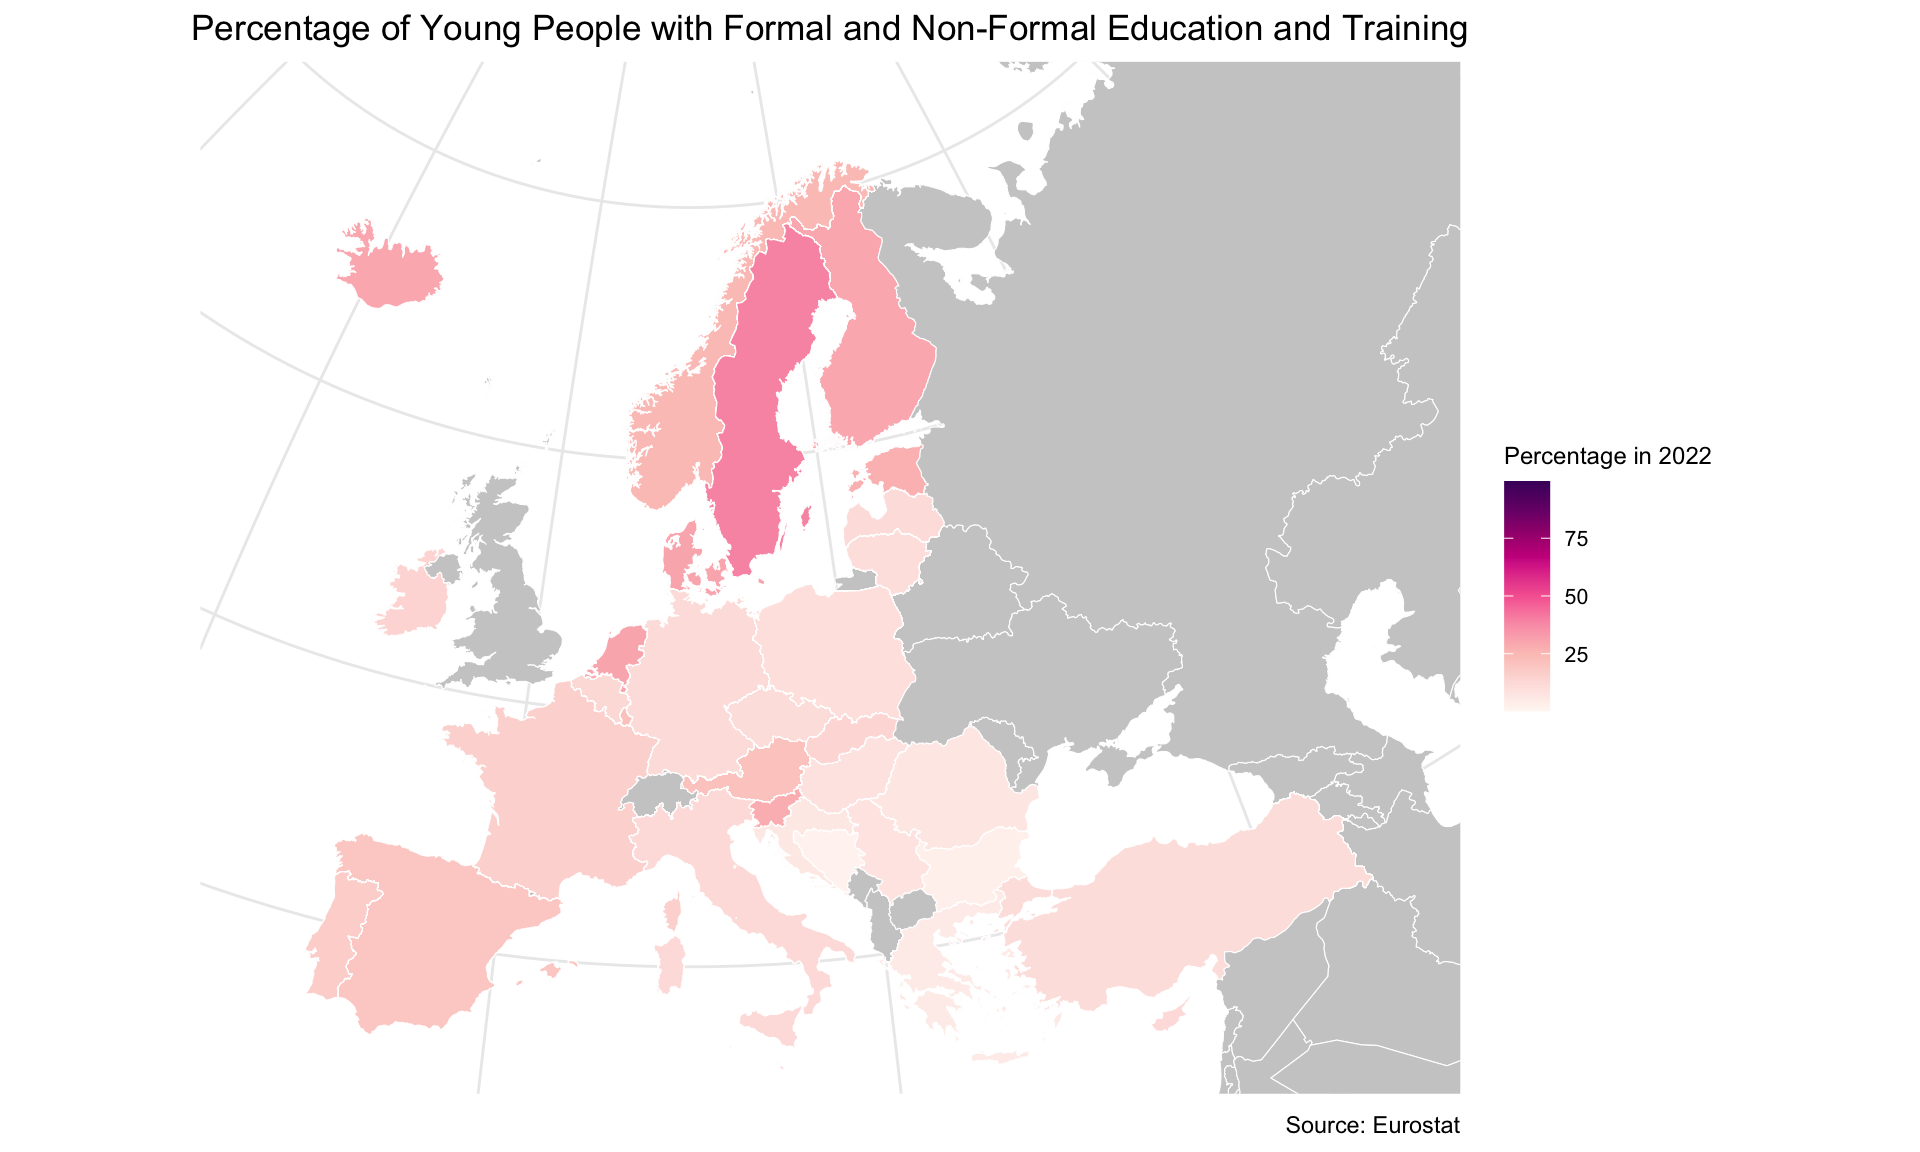 Percentage of Young People with Formal and Non-Formal Education and Training
Percentage in 2022
75
50
25
Source: Eurostat